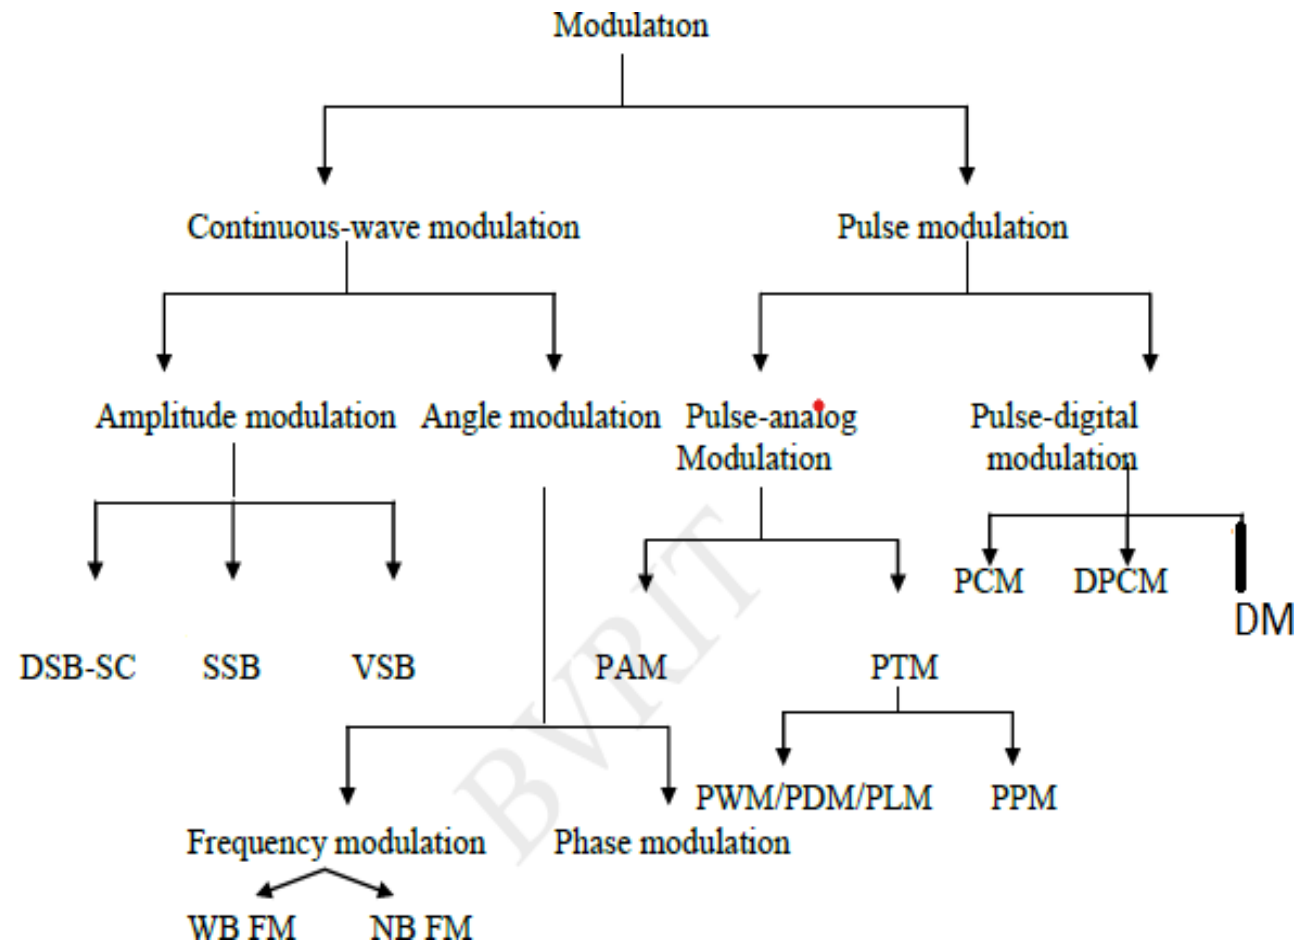 Modulation
Continuous-wave modulation
Pulse modulation
Amplitude modulation
Angle modulation
Pulse-analog
Modulation
Pulse-digital
modulation
PCM
DPCM
DM
DSB-SC
SSB
VSB
PAM
PTM
PWM/PDM/PLM
PPM
Frequency modulation
Phase modulation
WB FM
NB FM
BVRIT